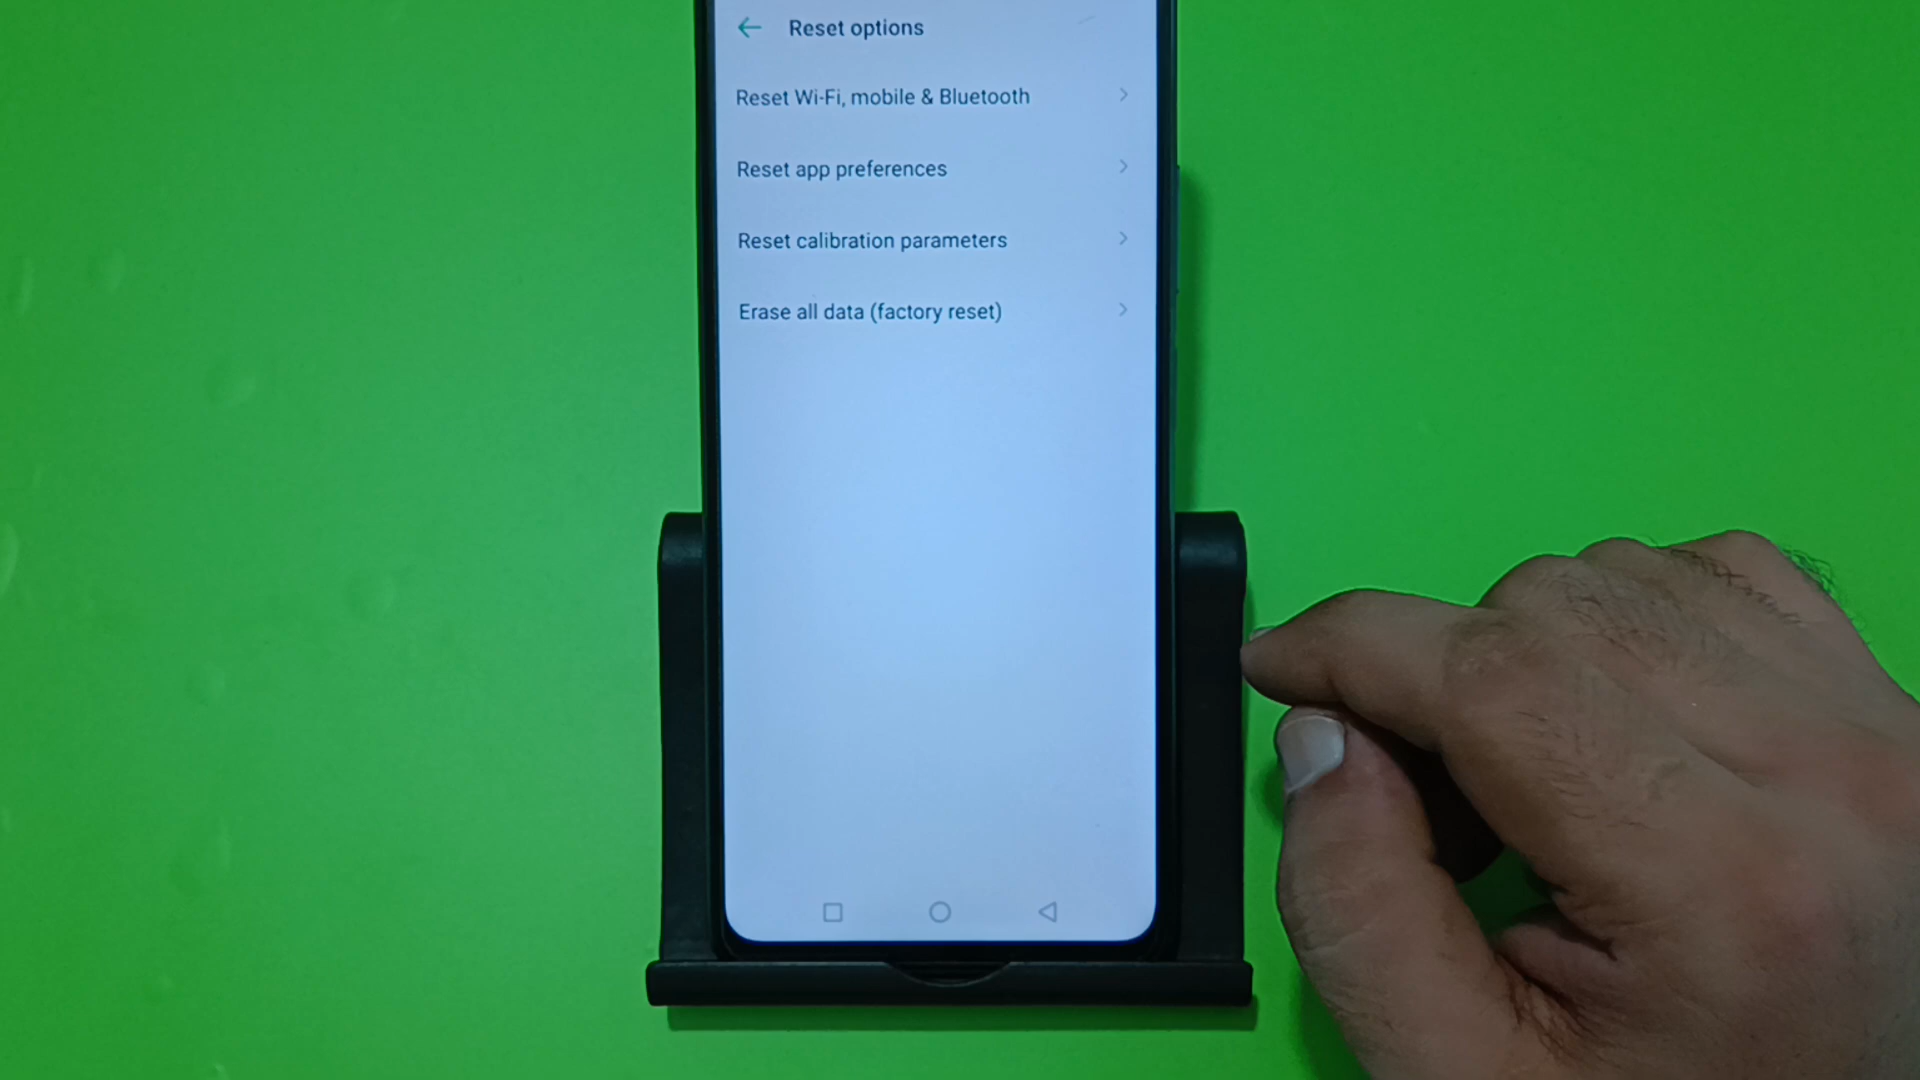 Reset options
Reset Wi-Fi, mobile & Bluetooth
Reset app preferences
Reset calibration parameters
Erase all data (factory reset)